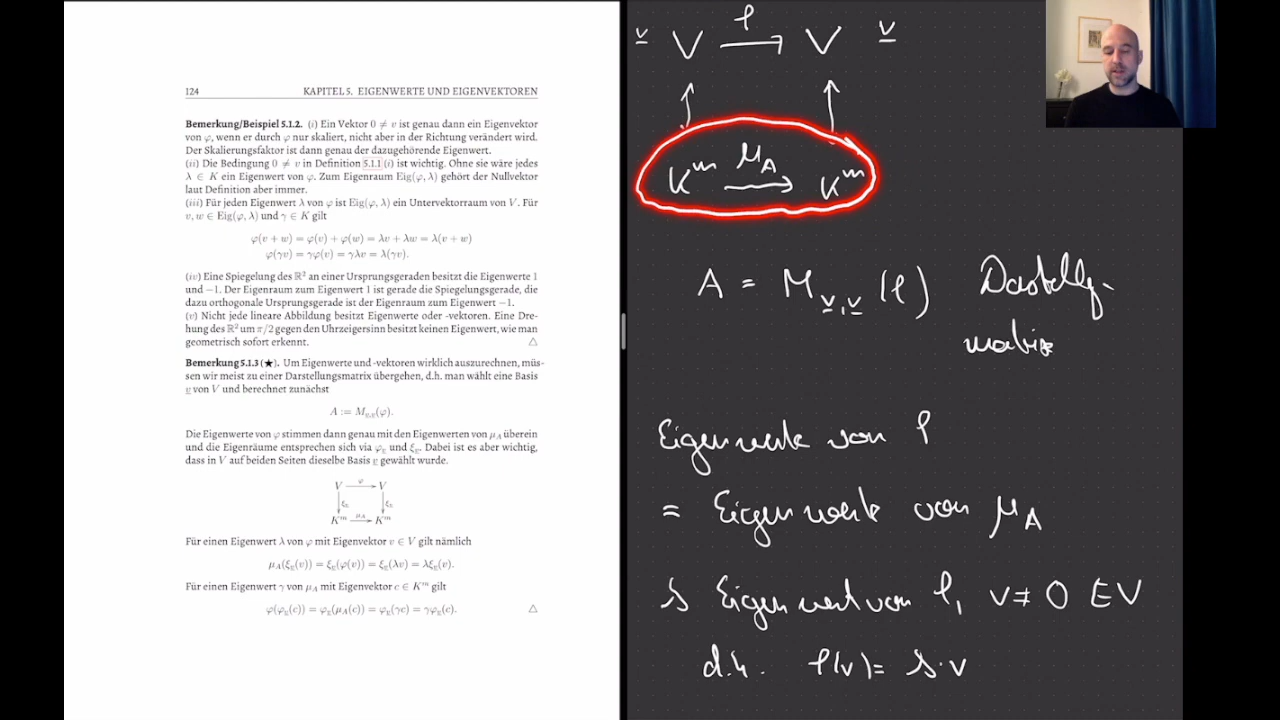 124 KAPITEL 5. EIGENWERTE UND EIGENVEKTOREN
Bemerkung/Beispiel 5.1.2. (i) Ein Vektor 0 ≠ v ist genau dann ein Eigenvektor
von φ, wenn er durch φ nur skaliert, nicht aber in der Richtung verändert wird.
Der Skalierungsfaktor ist dann genau der dazugehörende Eigenwert.
(ii) Die Bedingung 0 ≠ v in Definition 5.1.1 (i) ist wichtig. Ohne sie wäre jedes
λ ∈ K ein Eigenwert von φ. Zum Eigenraum Eig(φ, λ) gehört der Nullvektor
laut Definition aber immer.
(iii) Für jeden Eigenwert λ von φ ist Eig(φ, λ) ein Untervektorraum von V. Für
v, w ∈ Eig(φ, λ) und γ ∈ K gilt
φ(v + w) = φ(v) + φ(w) = λv + λw = λ(v + w)
φ(γv) = γφ(v) = γλv = λ(γv).
(iv) Eine Spiegelung des ℝ² an einer Ursprungsgeraden besitzt die Eigenwerte 1
und −1. Der Eigenraum zum Eigenwert 1 ist gerade die Spiegelungsgerade, die
dazu orthogonale Ursprungsgerade ist der Eigenraum zum Eigenwert −1.
(v) Nicht jede lineare Abbildung besitzt Eigenwerte oder -vektoren. Eine Dre-
hung des ℝ² um π/2 gegen den Uhrzeigersinn besitzt keinen Eigenwert, wie man
geometrisch sofort erkennt. △
Bemerkung 5.1.3 (★). Um Eigenwerte und -vektoren wirklich auszurechnen, müs-
sen wir meist zu einer Darstellungsmatrix übergehen, d.h. man wählt eine Basis
v von V und berechnet zunächst
A := M_{v,v}(φ).
Die Eigenwerte von φ stimmen dann genau mit den Eigenwerten von μ_A überein
und die Eigenräume entsprechen sich via φ_v und ξ_v. Dabei ist es aber wichtig,
dass in V auf beiden Seiten dieselbe Basis v gewählt wurde.
φ
V → V
ξ_v ξ_v
μ_A
K^m → K^m
Für einen Eigenwert λ von φ mit Eigenvektor v ∈ V gilt nämlich
μ_A(ξ_v(v)) = ξ_v(φ(v)) = ξ_v(λv) = λξ_v(v).
Für einen Eigenwert γ von μ_A mit Eigenvektor c ∈ K^m gilt
φ(φ_v(c)) = φ_v(μ_A(c)) = φ_v(γc) = γφ_v(c). △
φ
v V → V v
μ_A
K^m → K^m
A = M_{v,v} (φ) Darstellgs-
matrix
Eigenwerte von φ
= Eigenwerte von μ_A
λ Eigenwert von φ, v ≠ 0 ∈ V
d.h. φ(v) = λ·v